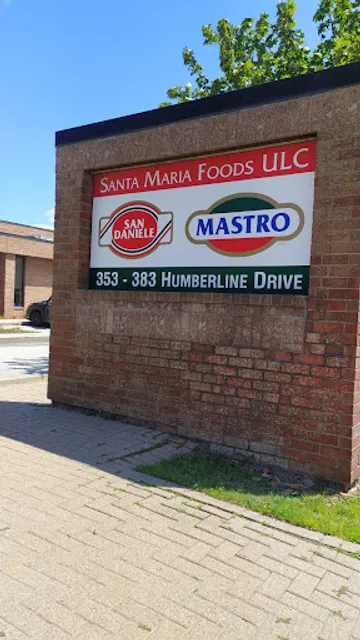 SANTA MARIA FOODS ULC
SAN
DANIELE
MASTRO
353 - 383 HUMBERLINE DRIVE